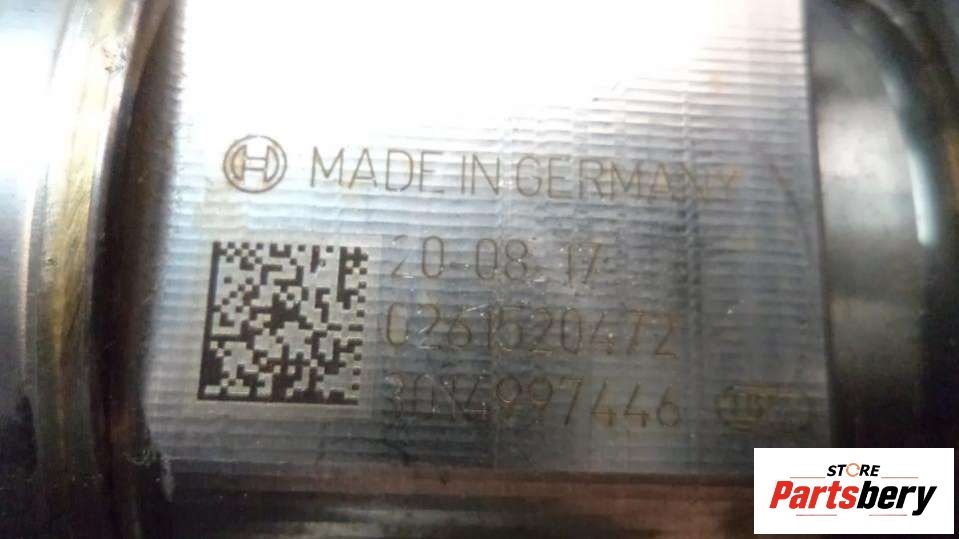 MADE IN GERMANY
20-08-17
0261520472
3014997446
STORE
Partsbery